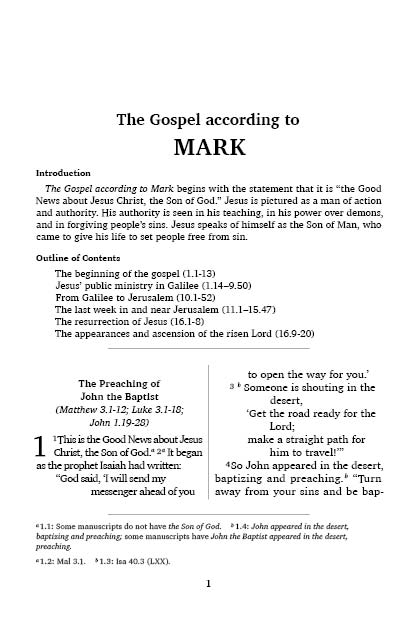 The Gospel according to
MARK
Introduction
The Gospel according to Mark begins with the statement that it is “the Good
News about Jesus Christ, the Son of God.” Jesus is pictured as a man of action
and authority. His authority is seen in his teaching, in his power over demons,
and in forgiving people’s sins. Jesus speaks of himself as the Son of Man, who
came to give his life to set people free from sin.
Outline of Contents
The beginning of the gospel (1.1-13)
Jesus’ public ministry in Galilee (1.14–9.50)
From Galilee to Jerusalem (10.1-52)
The last week in and near Jerusalem (11.1–15.47)
The resurrection of Jesus (16.1-8)
The appearances and ascension of the risen Lord (16.9-20)
The Preaching of
John the Baptist
(Matthew 3.1-12; Luke 3.1-18;
John 1.19-28)
1 1This is the Good News about Jesus
Christ, the Son of God.a 2a It began
as the prophet Isaiah had written:
“God said, ‘I will send my
messenger ahead of you
to open the way for you.’
3 b Someone is shouting in the
desert,
‘Get the road ready for the
Lord;
make a straight path for
him to travel!’”
4So John appeared in the desert,
baptizing and preaching.b “Turn
away from your sins and be bap-
a1.1: Some manuscripts do not have the Son of God. b1.4: John appeared in the desert,
baptizing and preaching; some manuscripts have John the Baptist appeared in the desert,
preaching.
a1.2: Mal 3.1. b1.3: Isa 40.3 (LXX).
1